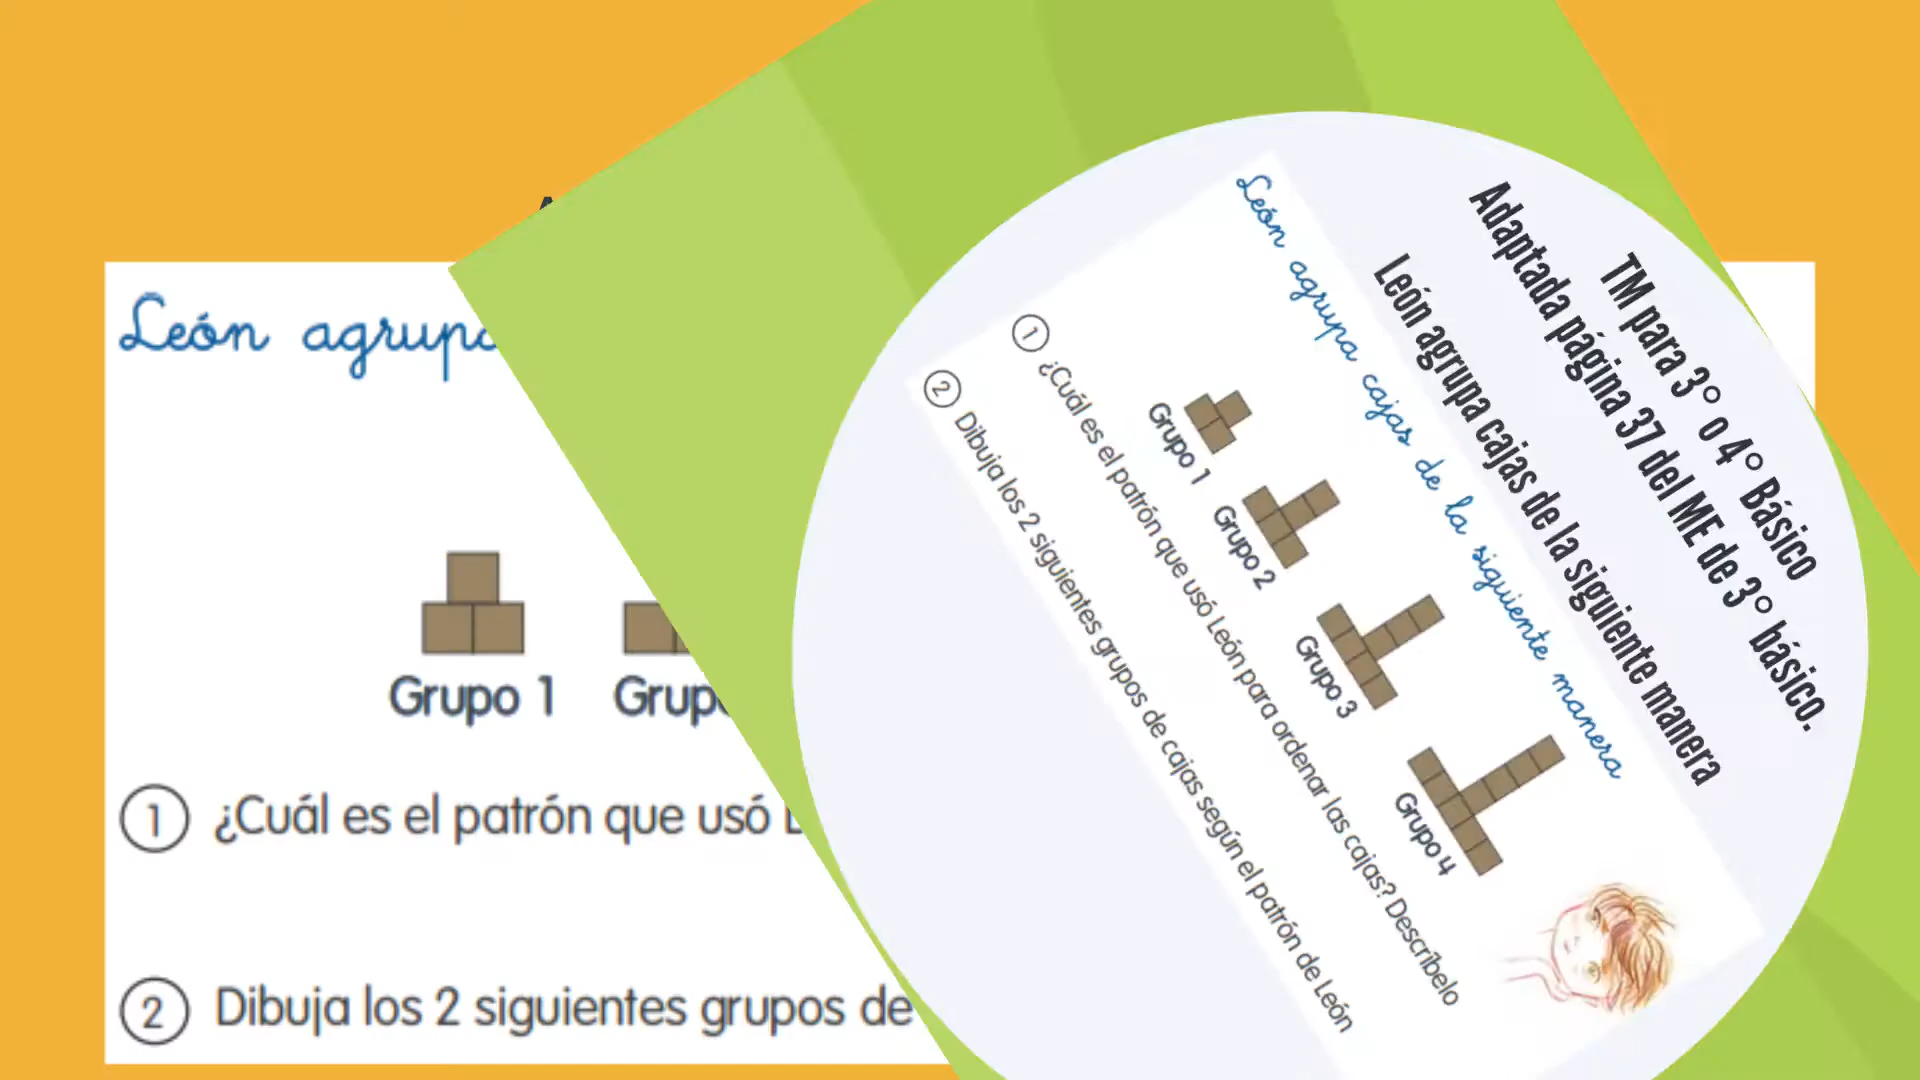 León agrupa
Grupo 1
Grupo
1 ¿Cuál es el patrón que usó
2 Dibuja los 2 siguientes grupos de
TM para 3° o 4° Básico
Adaptada página 37 del ME de 3° básico.
León agrupa cajas de la siguiente manera
León agrupa cajas de la siguiente manera
Grupo 1
Grupo 2
Grupo 3
Grupo 4
1 ¿Cuál es el patrón que usó León para ordenar las cajas? Descríbelo
2 Dibuja los 2 siguientes grupos de cajas según el patrón de León